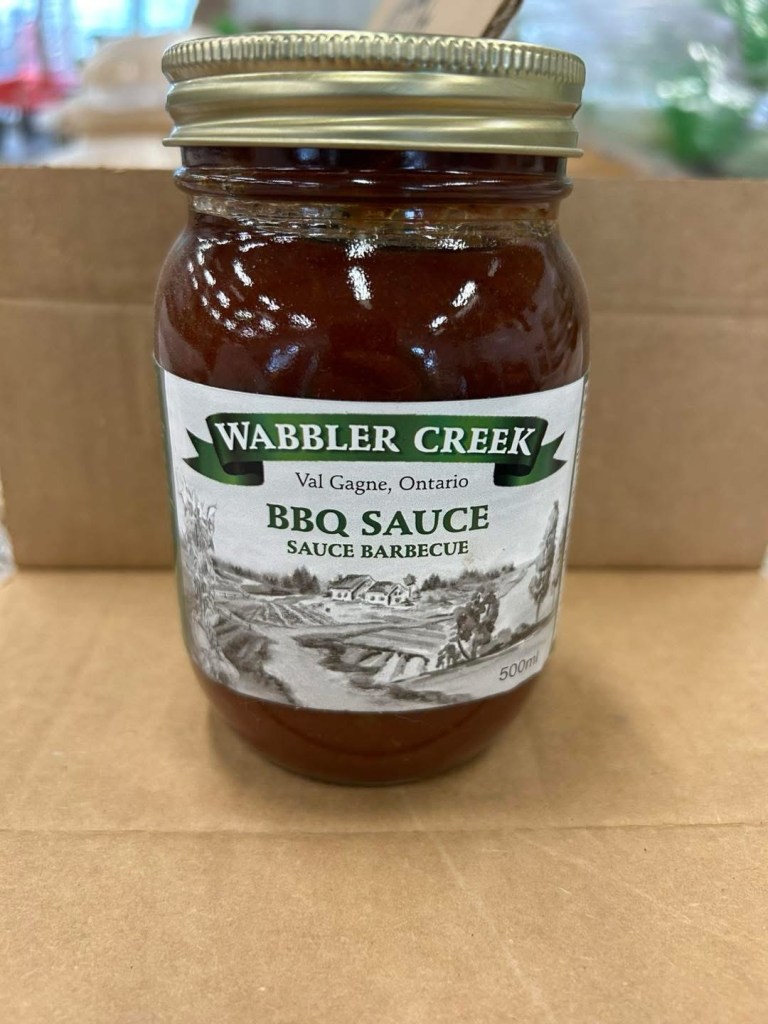 WABBLER CREEK
Val Gagne, Ontario
BBQ SAUCE
SAUCE BARBECUE
500ml